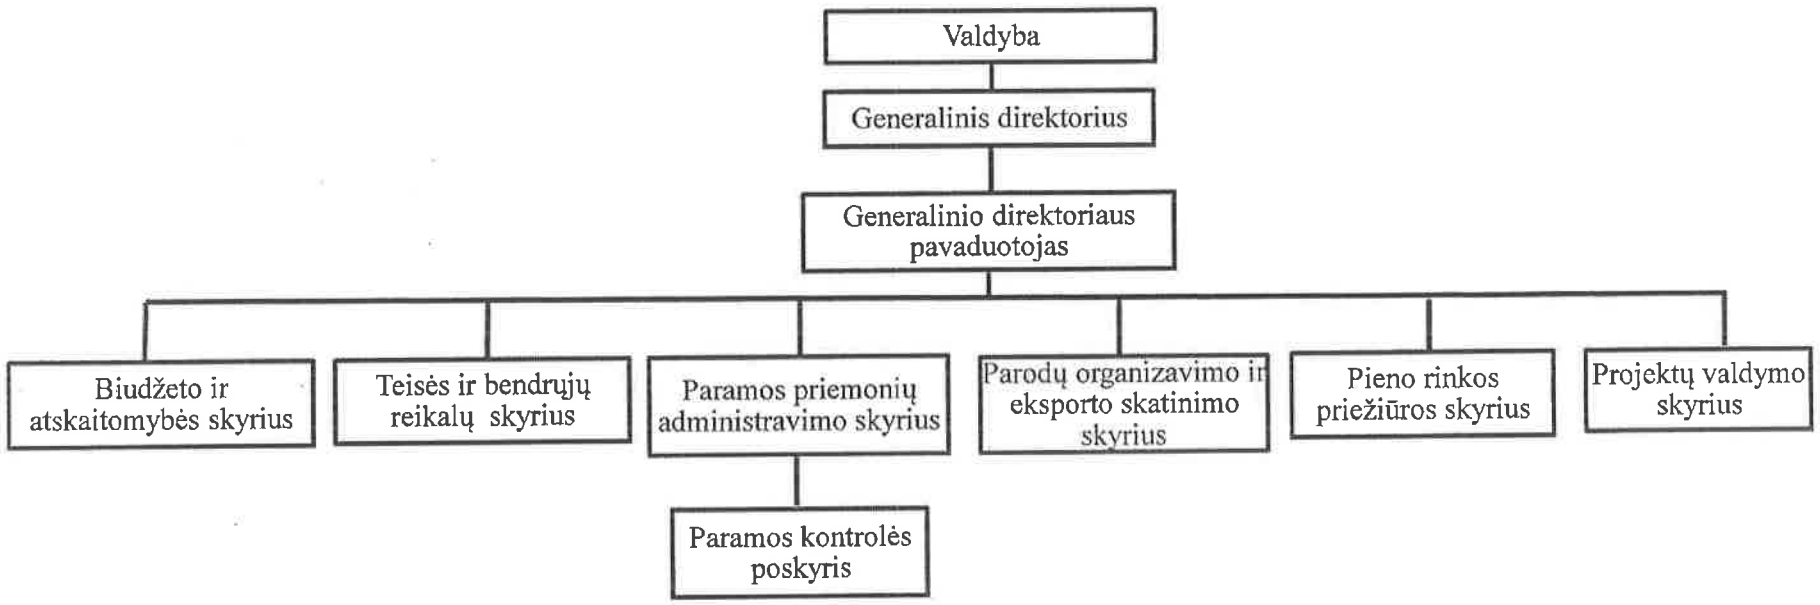 Valdyba
Generalinis direktorius
Generalinio direktoriaus
pavaduotojas
Biudžeto ir
atskaitomybės skyrius
Teisės ir bendrųjų
reikalų skyrius
Paramos priemonių
administravimo skyrius
Parodų organizavimo ir
eksporto skatinimo
skyrius
Pieno rinkos
priežiūros skyrius
Projektų valdymo
skyrius
Paramos kontrolės
poskyris